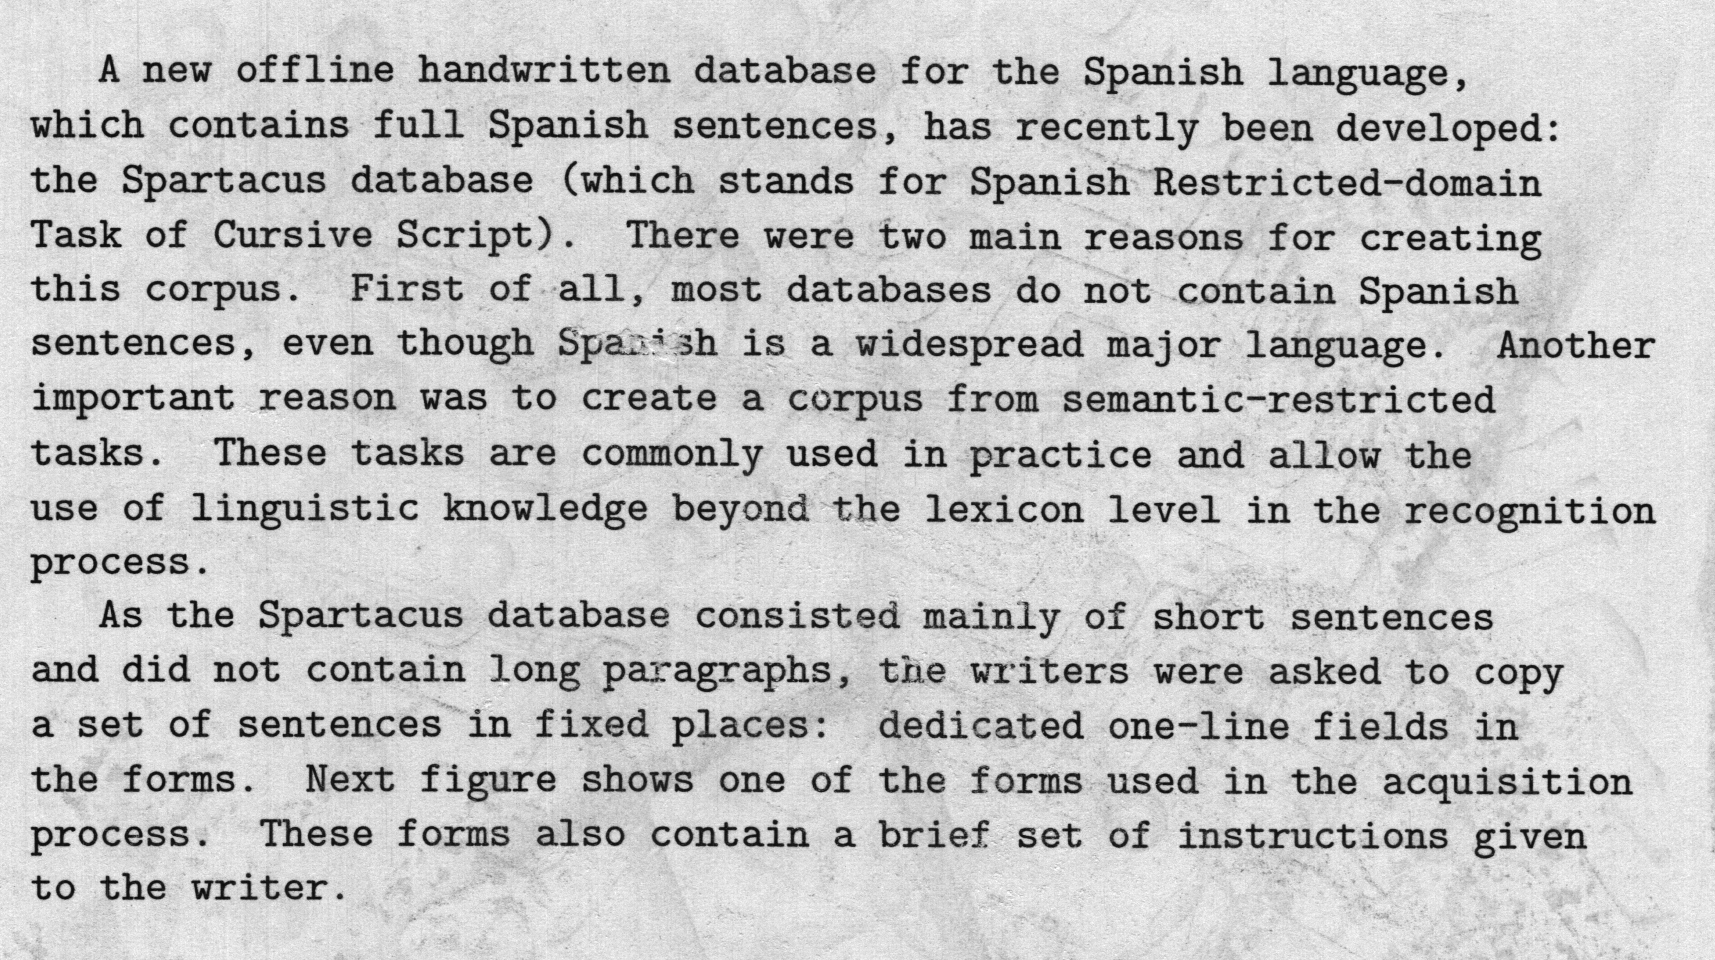 A new offline handwritten database for the Spanish language,
which contains full Spanish sentences, has recently been developed:
the Spartacus database (which stands for Spanish Restricted-domain
Task of Cursive Script).  There were two main reasons for creating
this corpus.  First of all, most databases do not contain Spanish
sentences, even though Spanish is a widespread major language.  Another
important reason was to create a corpus from semantic-restricted
tasks.  These tasks are commonly used in practice and allow the
use of linguistic knowledge beyond the lexicon level in the recognition
process.
As the Spartacus database consisted mainly of short sentences
and did not contain long paragraphs, the writers were asked to copy
a set of sentences in fixed places:  dedicated one-line fields in
the forms.  Next figure shows one of the forms used in the acquisition
process.  These forms also contain a brief set of instructions given
to the writer.